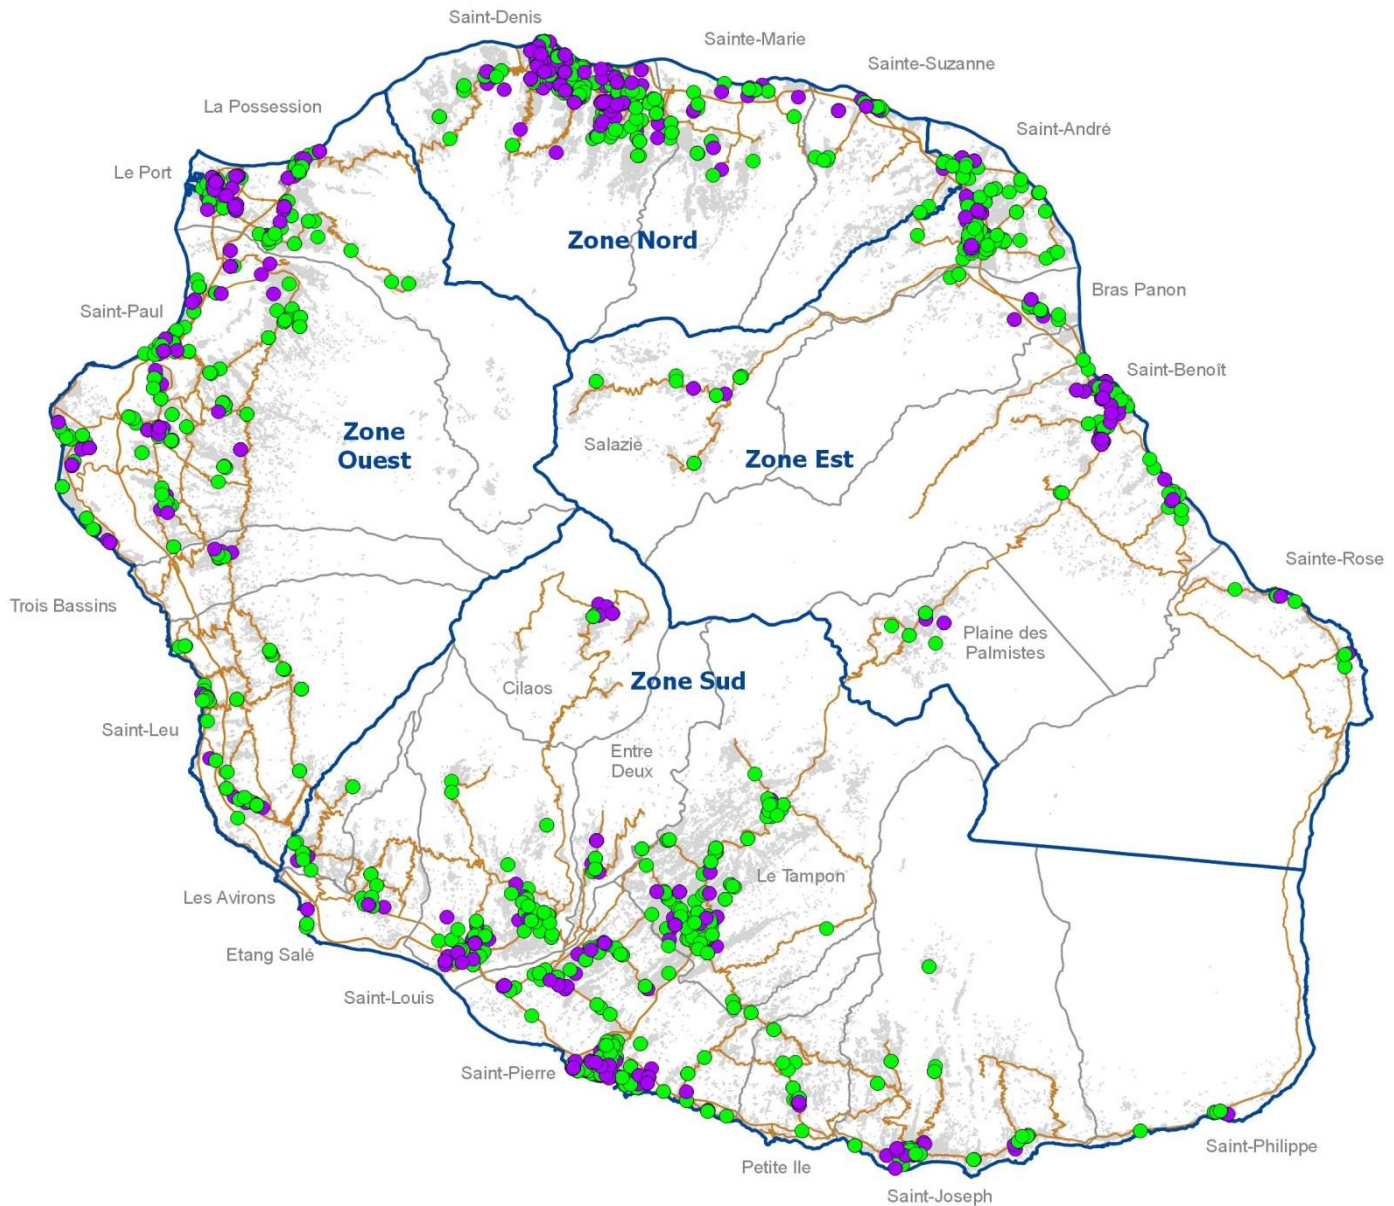 Saint-Denis
Sainte-Marie
Sainte-Suzanne
La Possession
Saint-André
Le Port
Zone Nord
Bras Panon
Saint-Paul
Saint-Benoît
Zone
Ouest
Salazie
Zone Est
Sainte-Rose
Trois Bassins
Plaine des
Palmistes
Cilaos
Zone Sud
Saint-Leu
Entre
Deux
Le Tampon
Les Avirons
Etang Salé
Saint-Louis
Saint-Pierre
Saint-Philippe
Petite Ile
Saint-Joseph